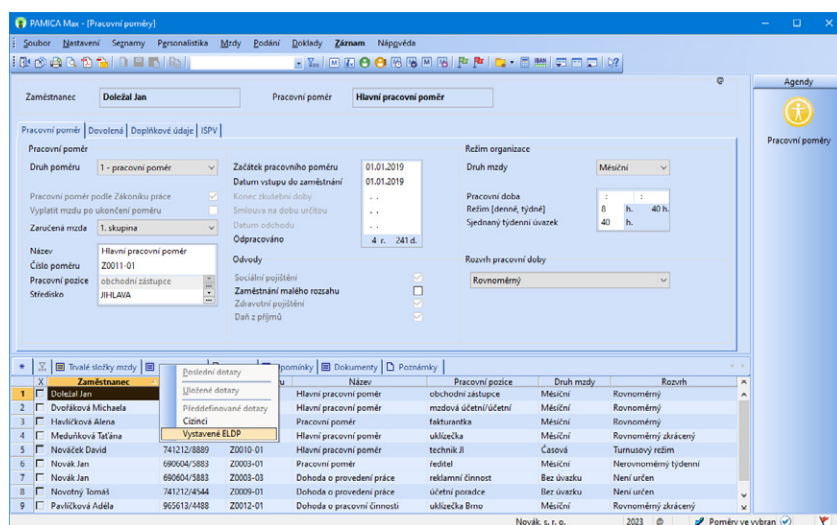 PAMICA Max - [Pracovní poměry]
Soubor Nastavení Seznamy Personalistika Mzdy Podání Doklady Záznam Nápověda
Agendy
Pracovní poměry
Zaměstnanec Doležal Jan Pracovní poměr Hlavní pracovní poměr
Pracovní poměr Dovolená Doplňkové údaje ISPV
Pracovní poměr
Druh poměru 1 - pracovní poměr
Pracovní poměr podle Zákoníku práce
Vyplatit mzdu po ukončení poměru
Zaručená mzda 1. skupina
Název Hlavní pracovní poměr
Číslo poměru Z0011-01
Pracovní pozice obchodní zástupce
Středisko JIHLAVA
Začátek pracovního poměru 01.01.2019
Datum vstupu do zaměstnání 01.01.2019
Konec zkušební doby . .
Smlouva na dobu určitou . .
Datum odchodu . .
Odpracováno 4 r. 241 d.
Odvody
Sociální pojištění
Zaměstnání malého rozsahu
Zdravotní pojištění
Daň z příjmů
Režim organizace
Druh mzdy Měsíční
Pracovní doba : :
Režim [denně, týdně] 8 h. 40 h.
Sjednaný týdenní úvazek 40 h.
Rozvrh pracovní doby
Rovnoměrný
Trvalé složky mzdy Dokumenty Poznámky
Poslední dotazy
Uložené dotazy
Předdefinované dotazy
Cizinci
Vystavené ELDP
X Zaměstnanec Název Pracovní pozice Druh mzdy Rozvrh
1 Doležal Jan Hlavní pracovní poměr obchodní zástupce Měsíční Rovnoměrný
2 Dvořáková Michaela Hlavní pracovní poměr mzdová účetní/účetní Měsíční Rovnoměrný
3 Havlíčková Alena Pracovní poměr fakturantka Měsíční Rovnoměrný
4 Meduňková Taťána Hlavní pracovní poměr uklízečka Měsíční Rovnoměrný zkrácený
5 Nováček David 741212/8889 Z0010-01 Hlavní pracovní poměr technik JI Časová Turnusový režim
6 Novák Jan 690604/5883 Z0003-01 Pracovní poměr ředitel Měsíční Nerovnoměrný týdenní
7 Novák Jan 690604/5883 Z0003-03 Dohoda o provedení práce reklamní činnost Bez úvazku Není určen
8 Novotný Tomáš 741212/4544 Z0009-01 Dohoda o provedení práce účetní poradce Bez úvazku Není určen
9 Pavlíčková Adéla 965613/4488 Z0012-01 Dohoda o pracovní činnosti uklízečka Brno Měsíční Rovnoměrný zkrácený
Novák, s. r. o. 2023 @ Poměry ve vybran